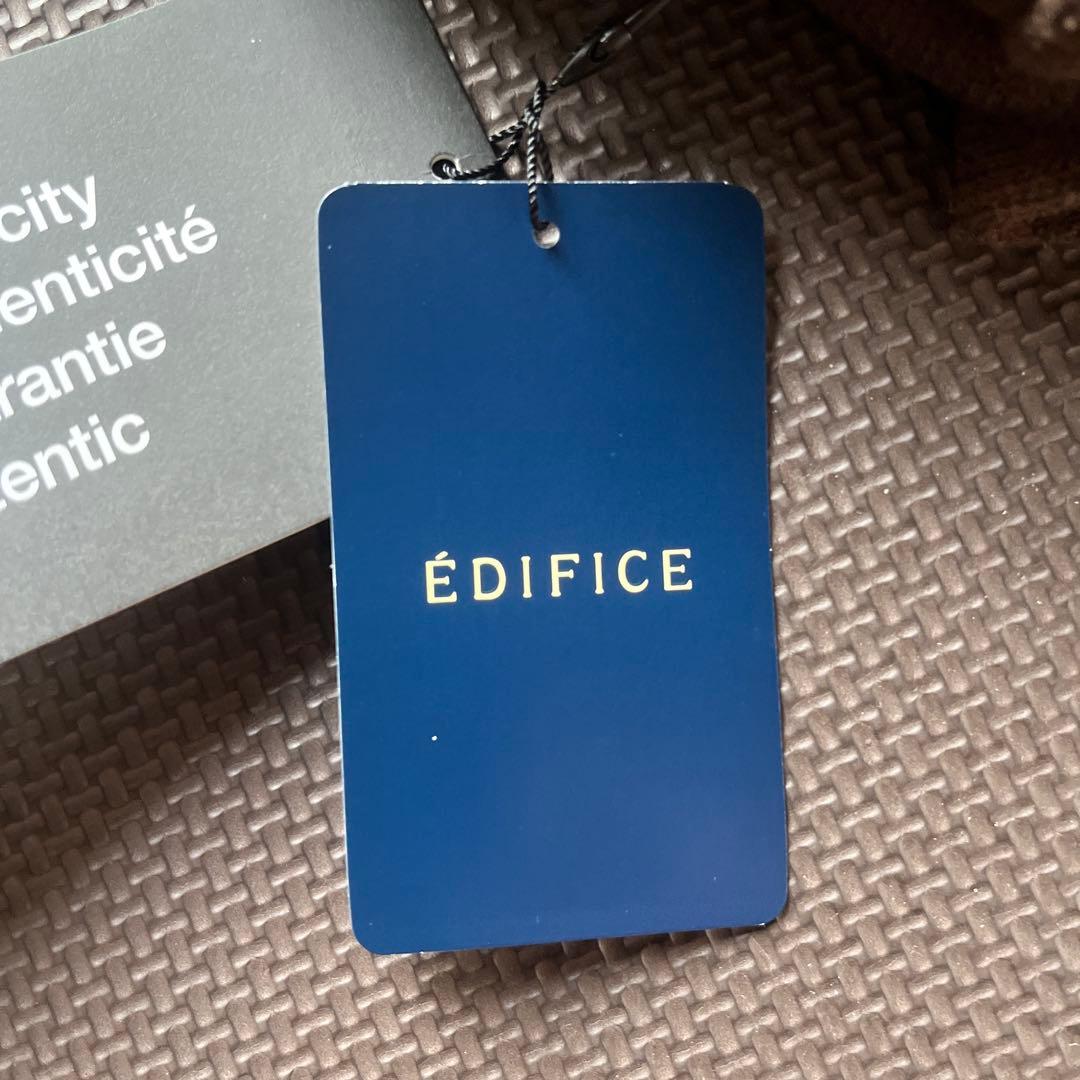 city
enticité
rantie
entic
ÉDIFICE